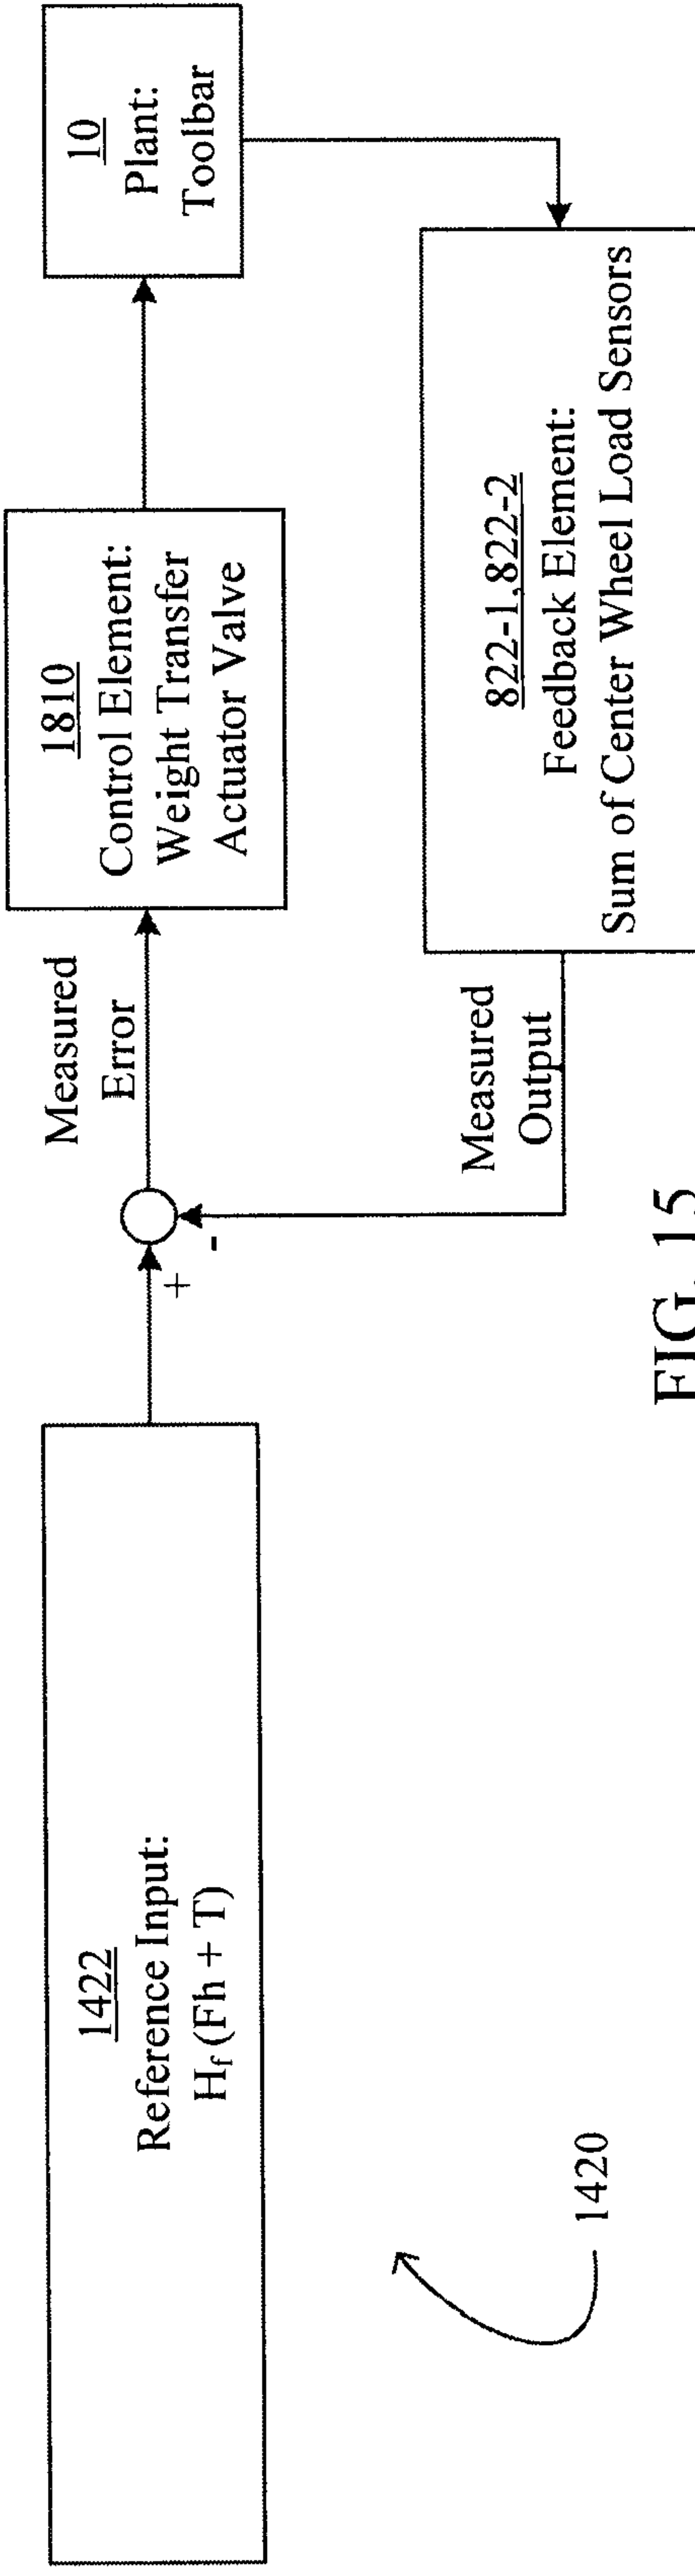 1422
Reference Input:
H_f (Fh + T)
+
-
Measured
Error
1810
Control Element:
Weight Transfer
Actuator Valve
10
Plant:
Toolbar
Measured
Output
822-1,822-2
Feedback Element:
Sum of Center Wheel Load Sensors
1420
FIG. 15